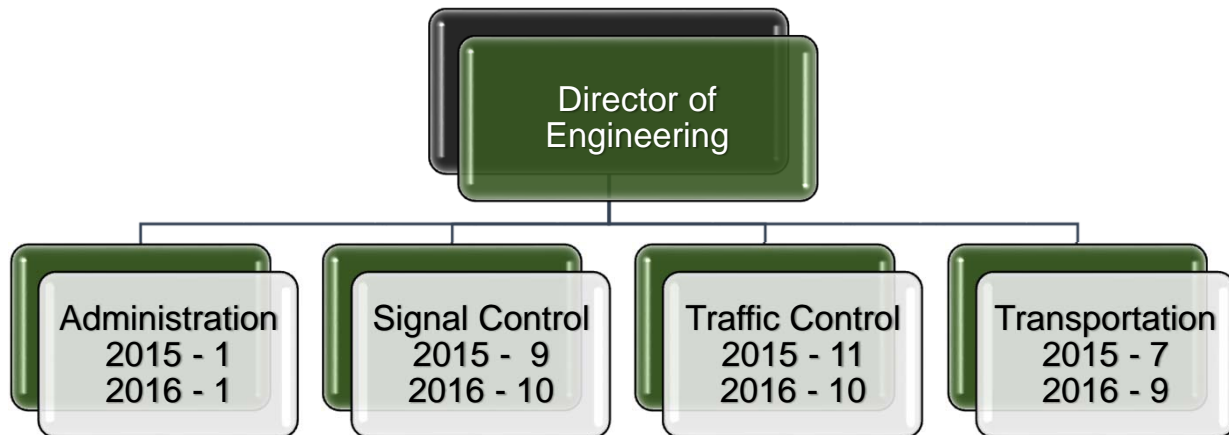 Director of
Engineering
Administration
2015 - 1
2016 - 1
Signal Control
2015 - 9
2016 - 10
Traffic Control
2015 - 11
2016 - 10
Transportation
2015 - 7
2016 - 9